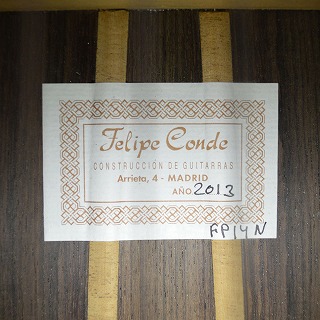 Felipe Conde
CONSTRUCCIÓN DE GUITARRAS
Arrieta, 4 - MADRID
AÑO 2013
FP14N